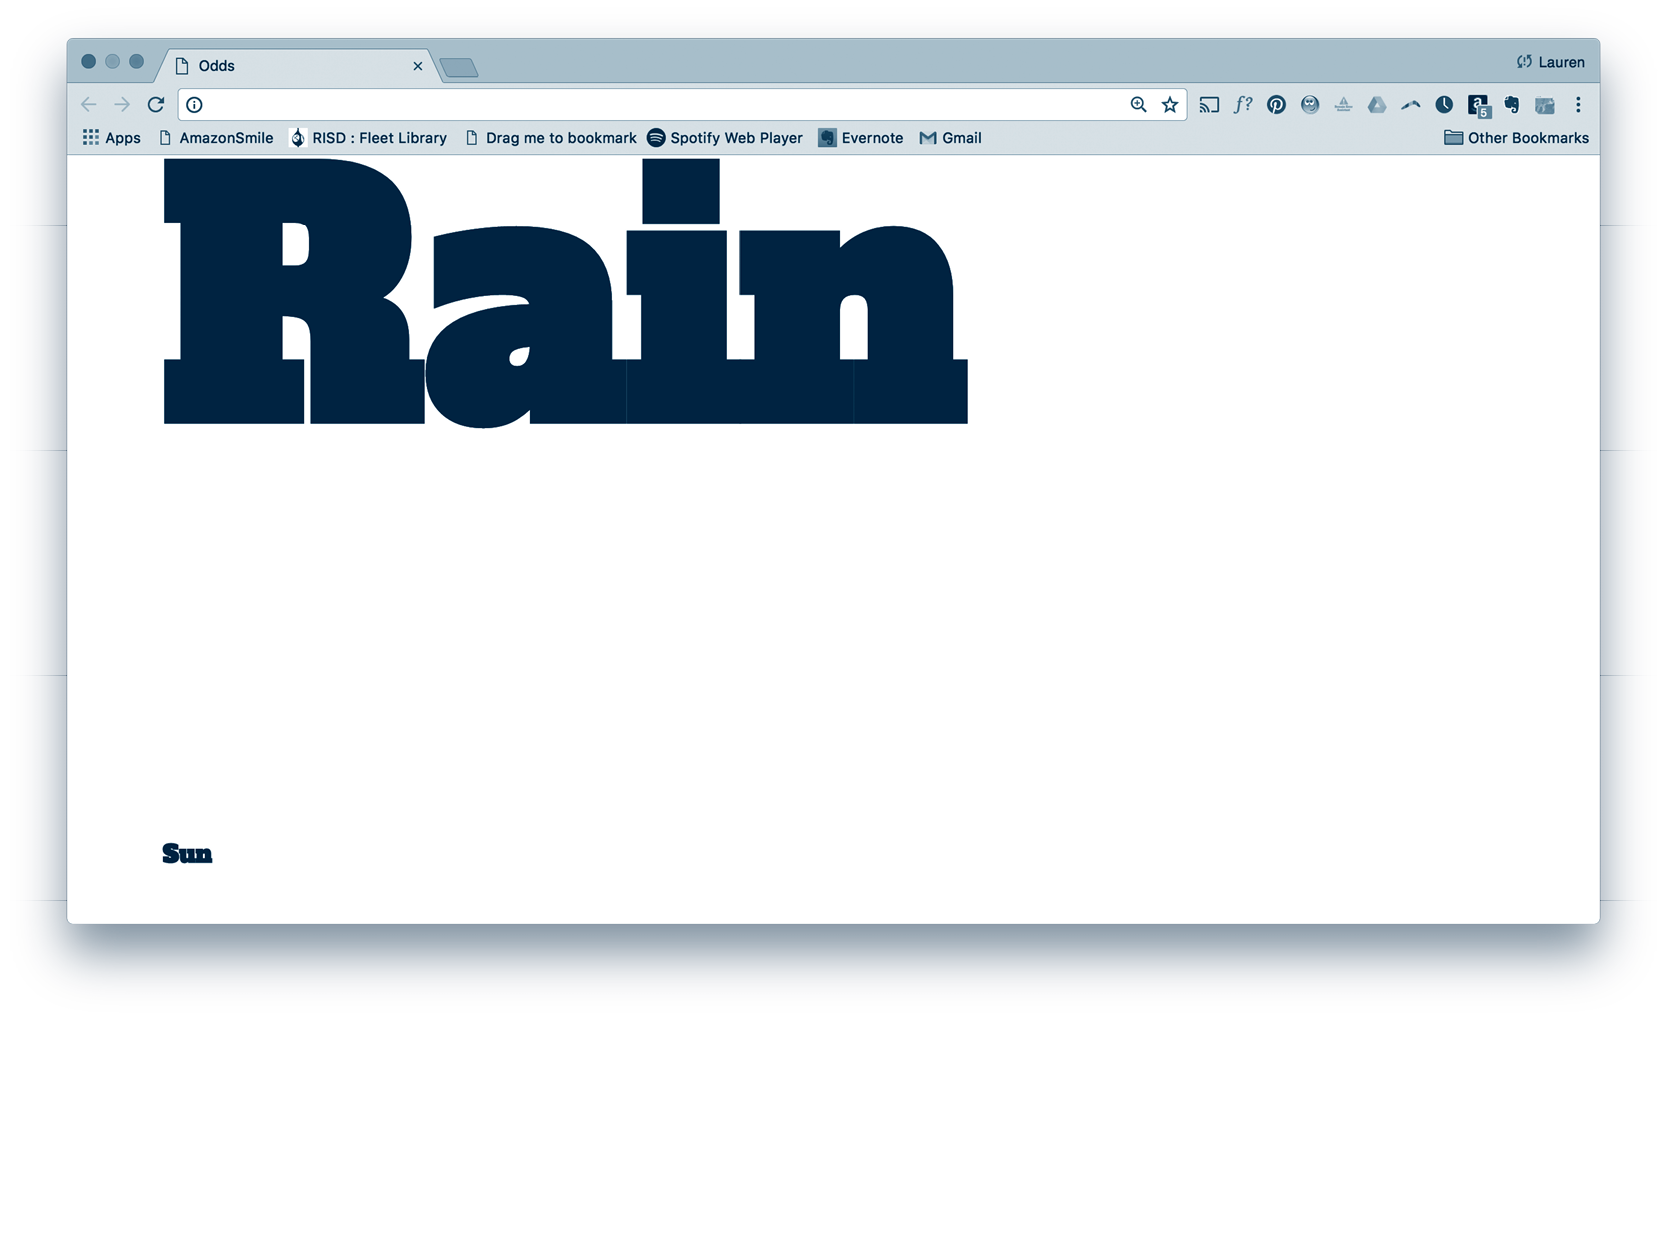 Odds
Lauren
f?
a
5
Apps
AmazonSmile
RISD : Fleet Library
Drag me to bookmark
Spotify Web Player
Evernote
Gmail
Other Bookmarks
Rain
Sun